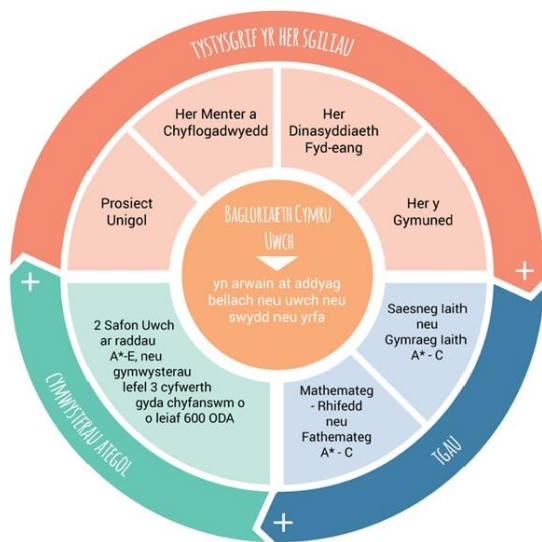 TYSTYSGRIF YR HER SGILIAU
Her Menter a
Chyflogadwyedd
Her
Dinasyddiaeth
Fyd-eang
Prosiect
Unigol
Her y
Gymuned
BAGLORIAETH CYMRU
UWCH
yn arwain at addyag
bellach neu uwch neu
swydd neu yrfa
2 Safon Uwch
ar raddau
A*-E, neu
gymwysterau
lefel 3 cyfwerth
gyda chyfanswm o
o leiaf 600 ODA
Saesneg Iaith
neu
Gymraeg Iaith
A* - C
Mathemateg
- Rhifedd
neu
Fathemateg
A* - C
CYMWYSTERAU ATEGOL
TGAU
+
+
+